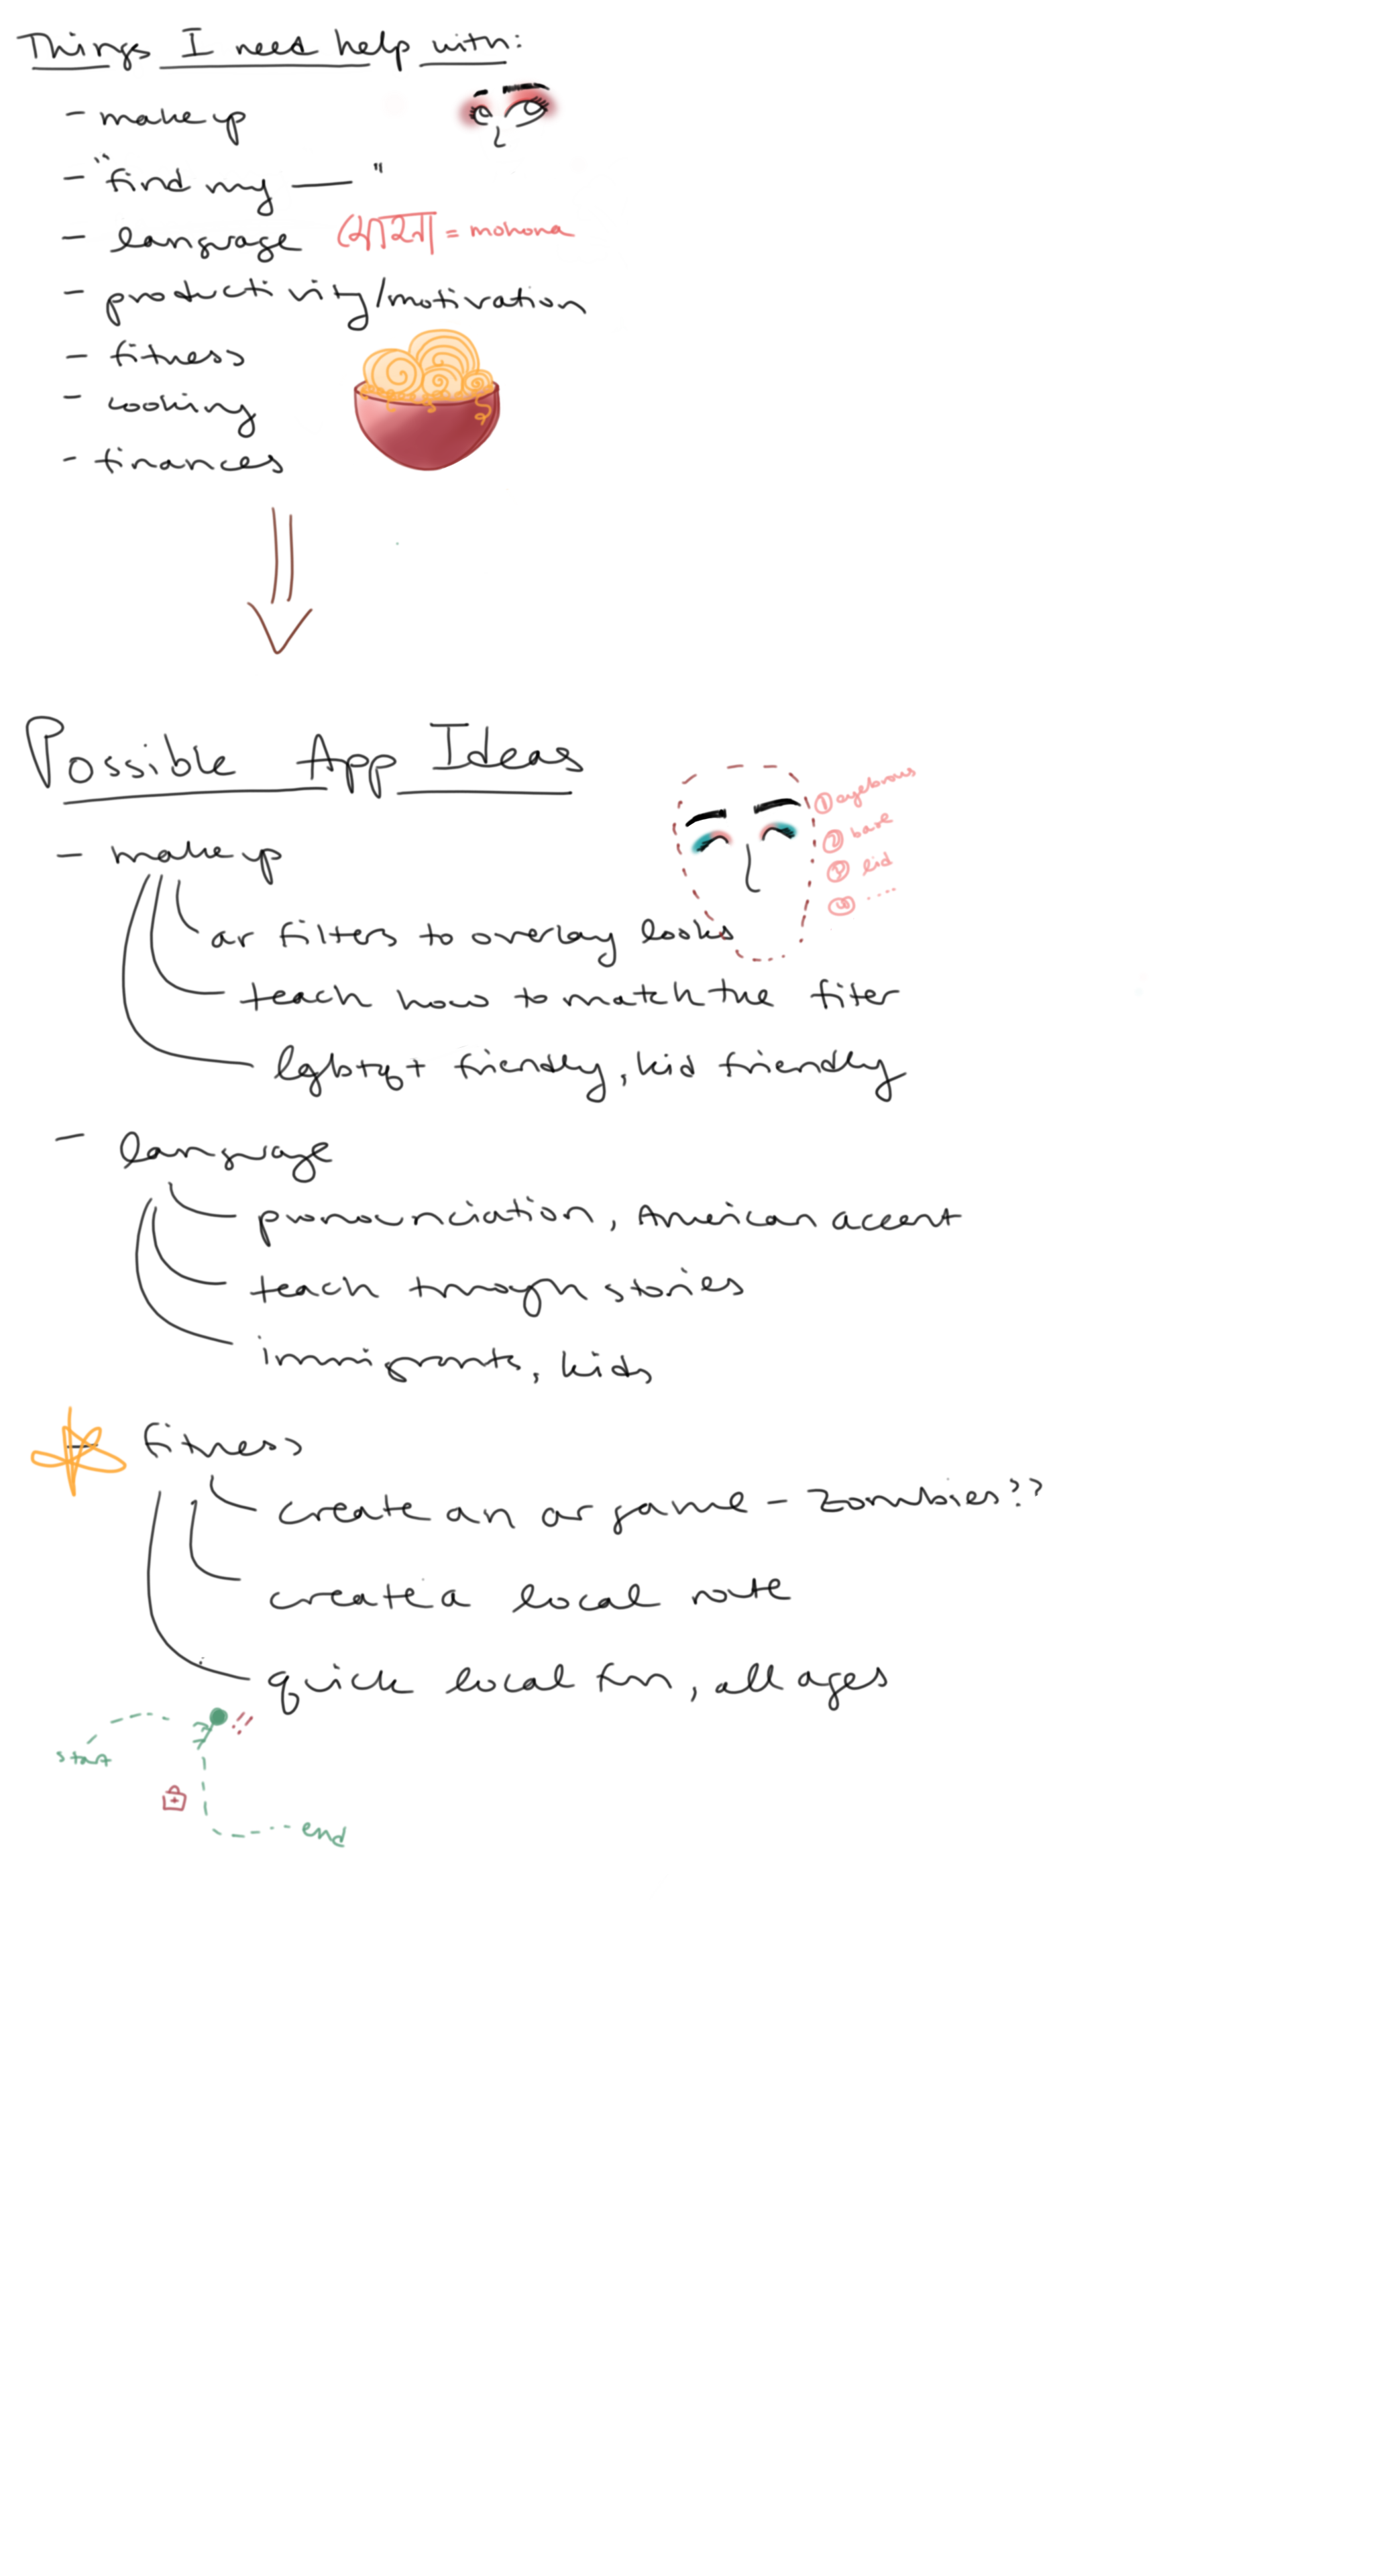 Things I need help with:
- makeup
- "find my — "
- language মোহনা = mohona
- productivity/motivation
- fitness
- cooking
- finances
Possible App Ideas
- makeup
① eyebrows
② base
③ lid
④ ....
ar filters to overlay looks
teach how to match the fiter
lgbtq+ friendly, kid friendly
- language
pronounciation, American accent
teach through stories
immigrants, kids
- fitness
create an ar game - zombies??
create a local route
quick local fun, all ages
!!
start
end